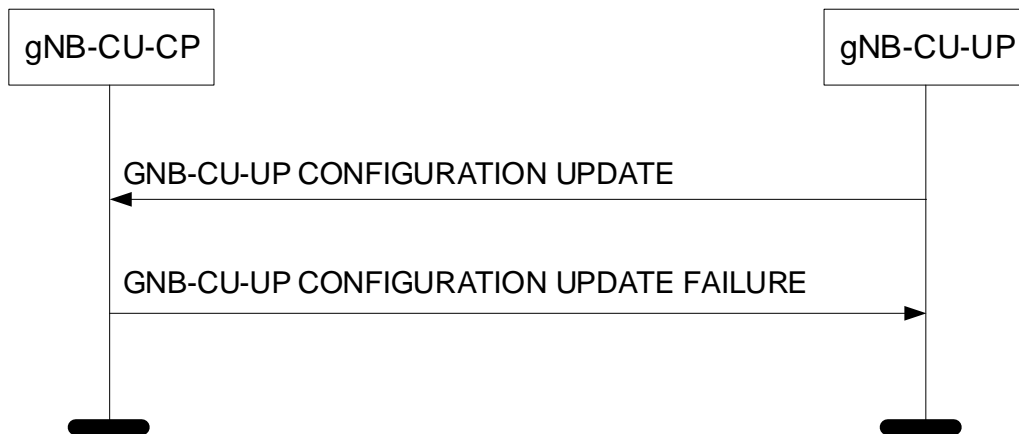 gNB-CU-CP
gNB-CU-UP
GNB-CU-UP CONFIGURATION UPDATE
GNB-CU-UP CONFIGURATION UPDATE FAILURE